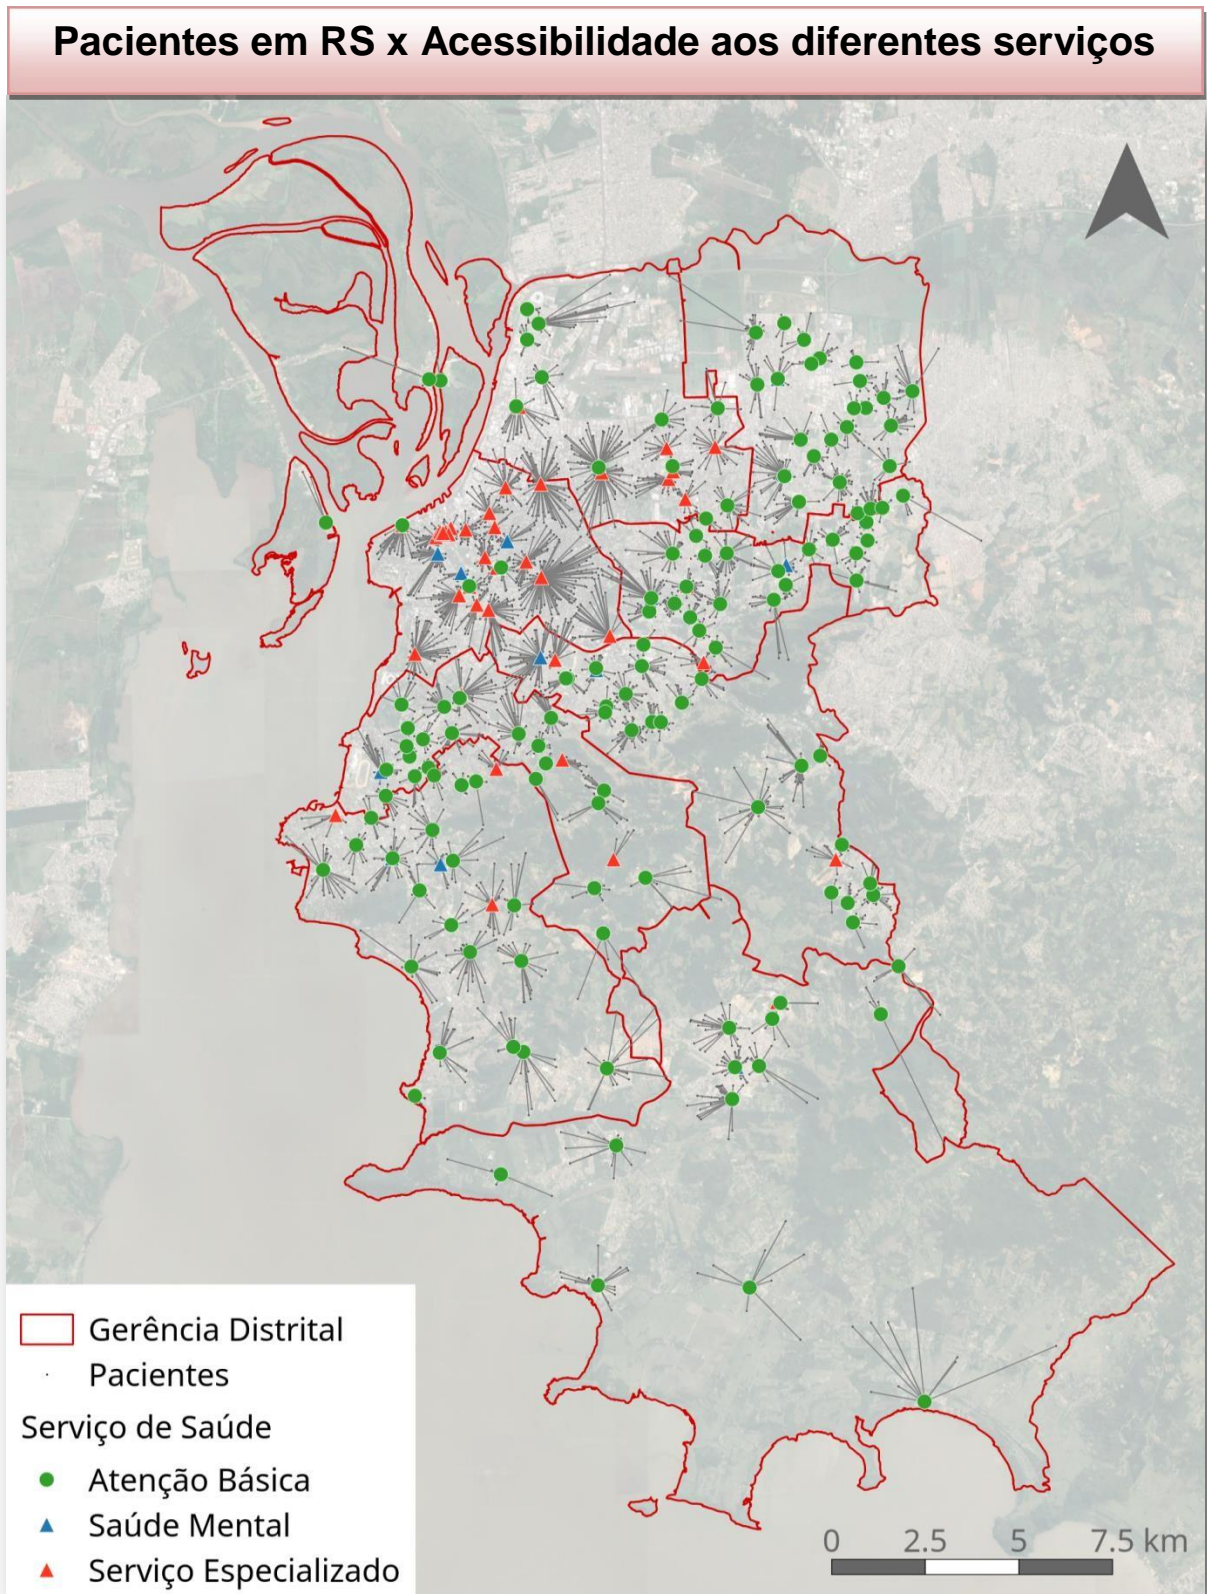 Pacientes em RS x Acessibilidade aos diferentes serviços
Gerência Distrital
Pacientes
Serviço de Saúde
Atenção Básica
Saúde Mental
Serviço Especializado
0 2.5 5 7.5 km